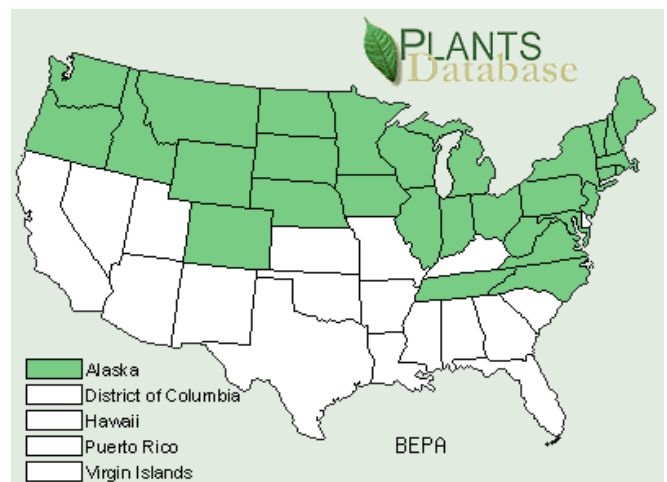 PLANTS
Database
Alaska
District of Columbia
Hawaii
Puerto Rico
Virgin Islands
BEPA